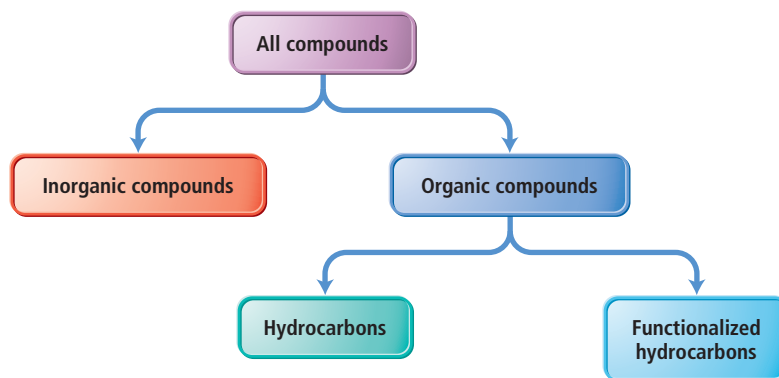 All compounds
Inorganic compounds
Organic compounds
Hydrocarbons
Functionalized
hydrocarbons